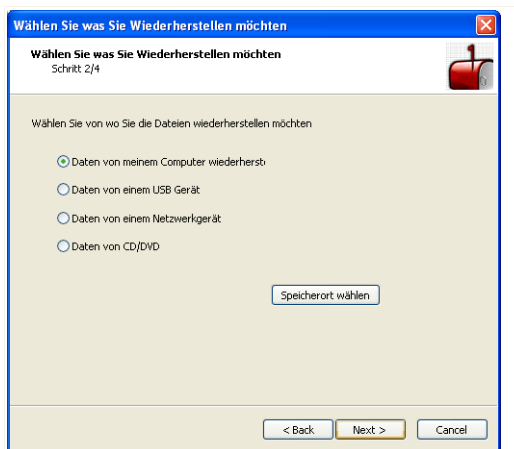 Wählen Sie was Sie Wiederherstellen möchten
Wählen Sie was Sie Wiederherstellen möchten
Schritt 2/4
Wählen Sie von wo Sie die Dateien wiederherstellen möchten
Daten von meinem Computer wiederherst
Daten von einem USB Gerät
Daten von einem Netzwerkgerät
Daten von CD/DVD
Speicherort wählen
< Back
Next >
Cancel